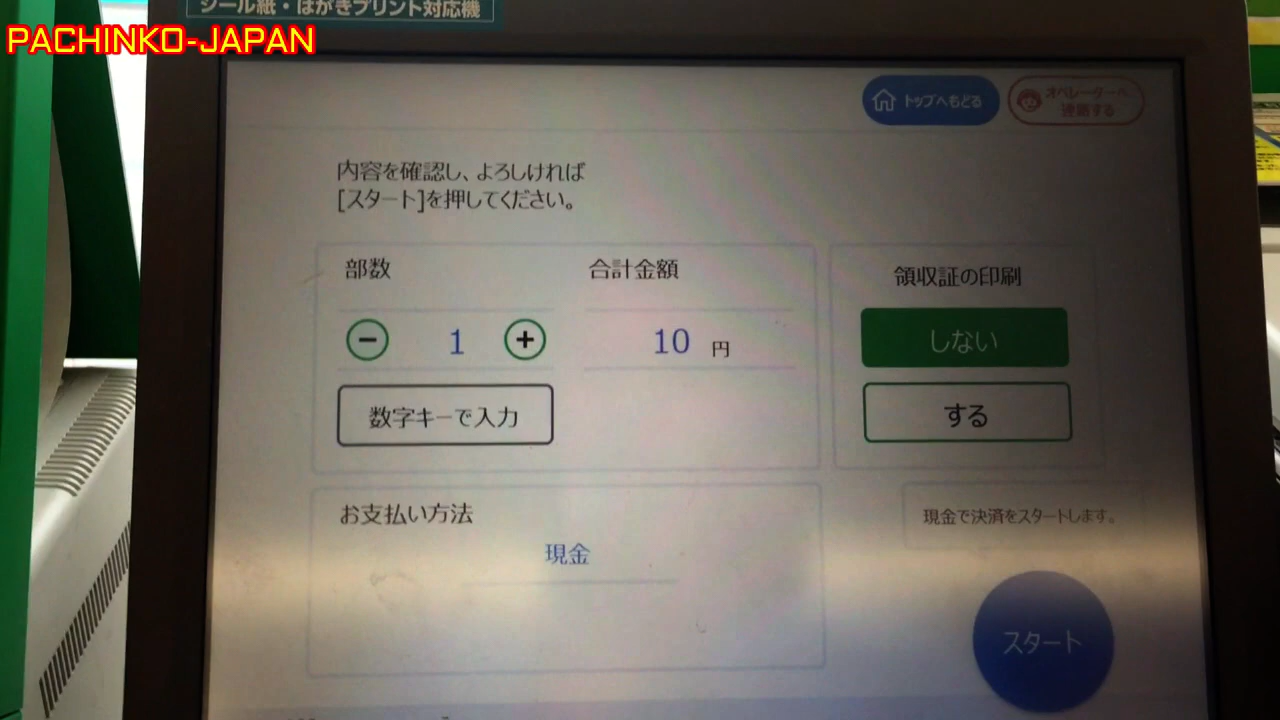 シール紙・はがきプリント対応機
PACHINKO-JAPAN
トップへもどる
オペレーターへ
連絡する
内容を確認し、よろしければ
[スタート]を押してください。
部数
合計金額
領収証の印刷
1
10 円
しない
数字キーで入力
する
お支払い方法
現金で決済をスタートします。
現金
スタート